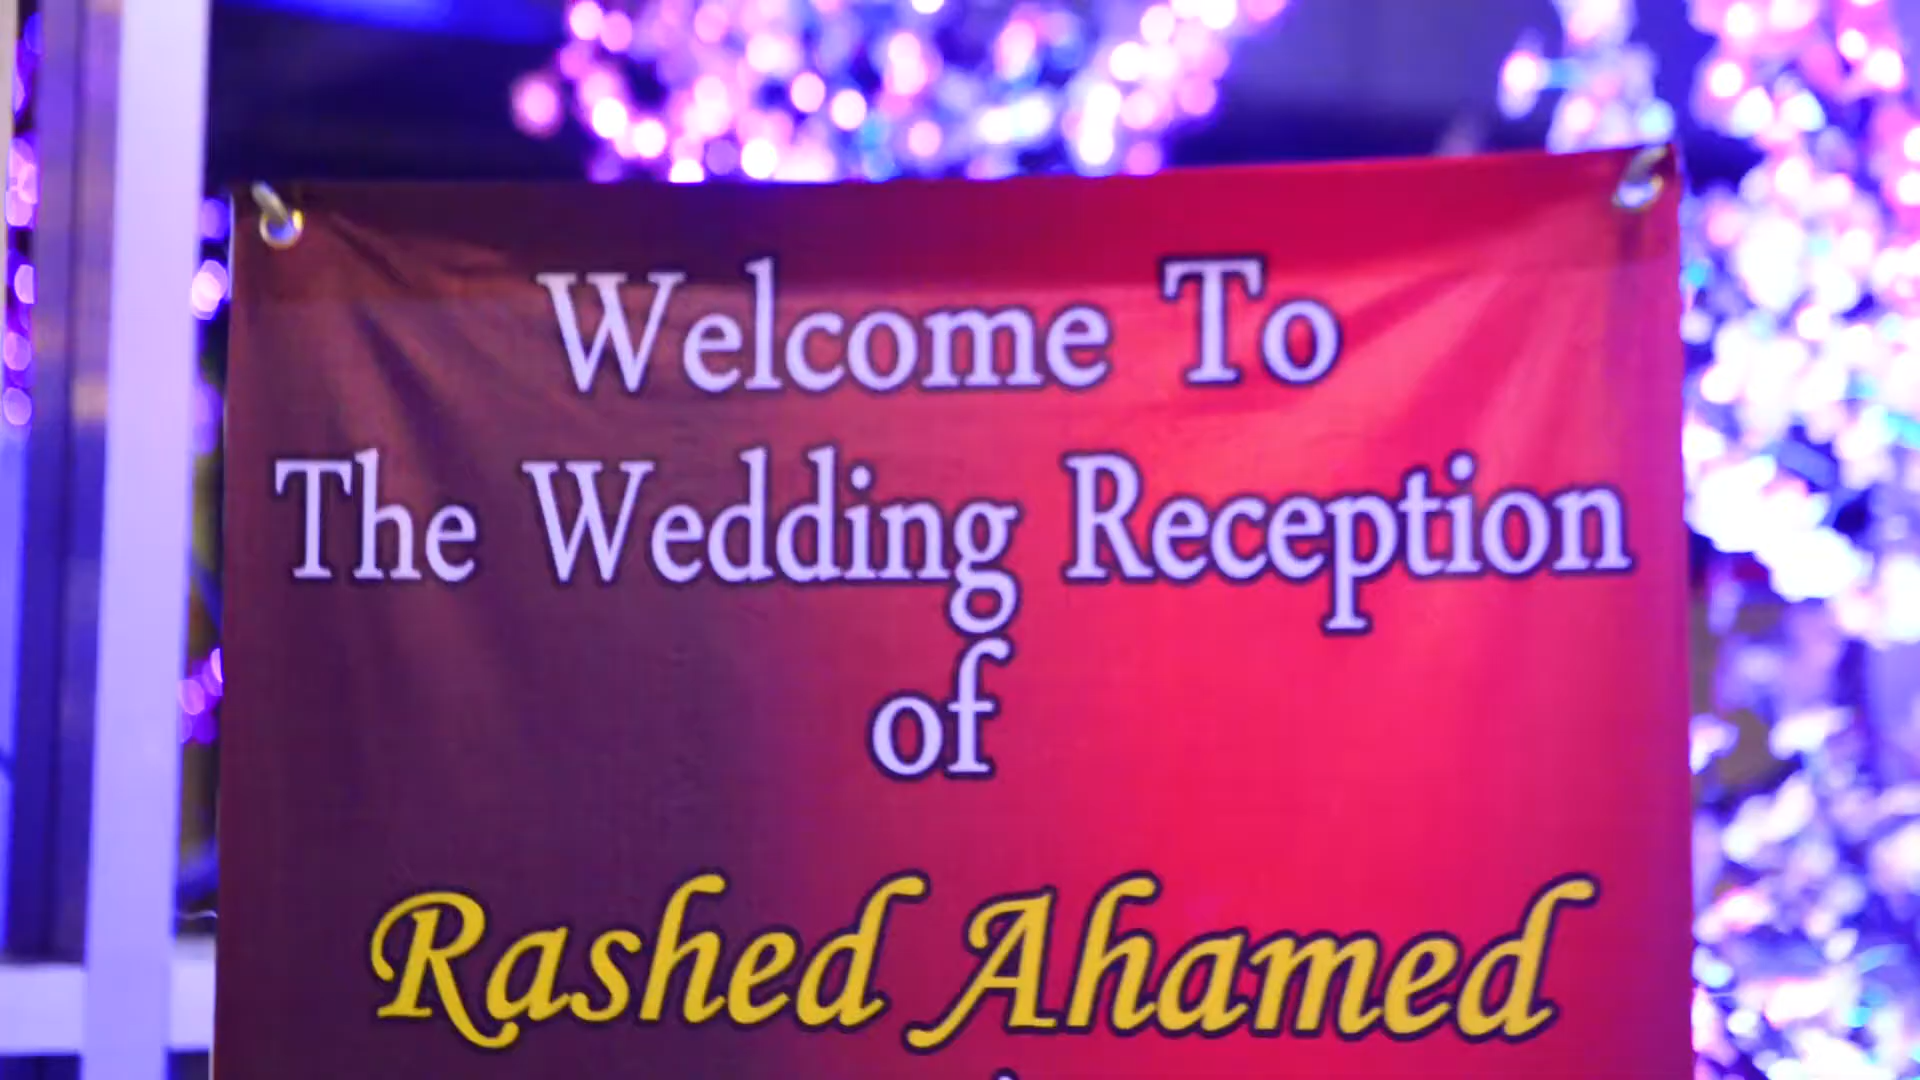 Welcome To
The Wedding Reception
of
Rashed Ahamed